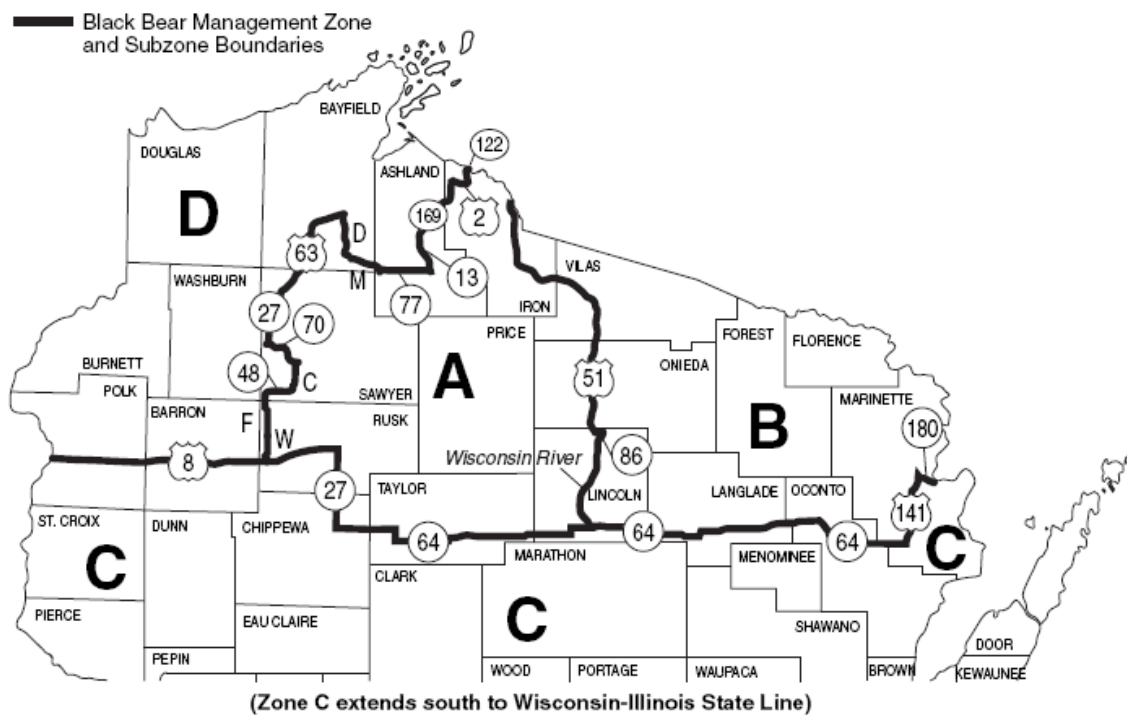 Black Bear Management Zone
and Subzone Boundaries
BAYFIELD
DOUGLAS
ASHLAND
122
D
169
2
63
D
M
WASHBURN
13
VILAS
77
IRON
27
70
PRICE
FOREST
FLORENCE
BURNETT
POLK
48
C
A
ONIEDA
51
SAWYER
MARINETTE
BARRON
F
RUSK
B
180
W
8
Wisconsin River
86
27
TAYLOR
LINCOLN
LANGLADE
OCONTO
141
ST. CROIX
DUNN
CHIPPEWA
64
64
64
C
C
MARATHON
MENOMINEE
CLARK
PIERCE
EAU CLAIRE
C
SHAWANO
DOOR
PEPIN
WOOD
PORTAGE
WAUPACA
BROWN
KEWAUNEE
(Zone C extends south to Wisconsin-Illinois State Line)